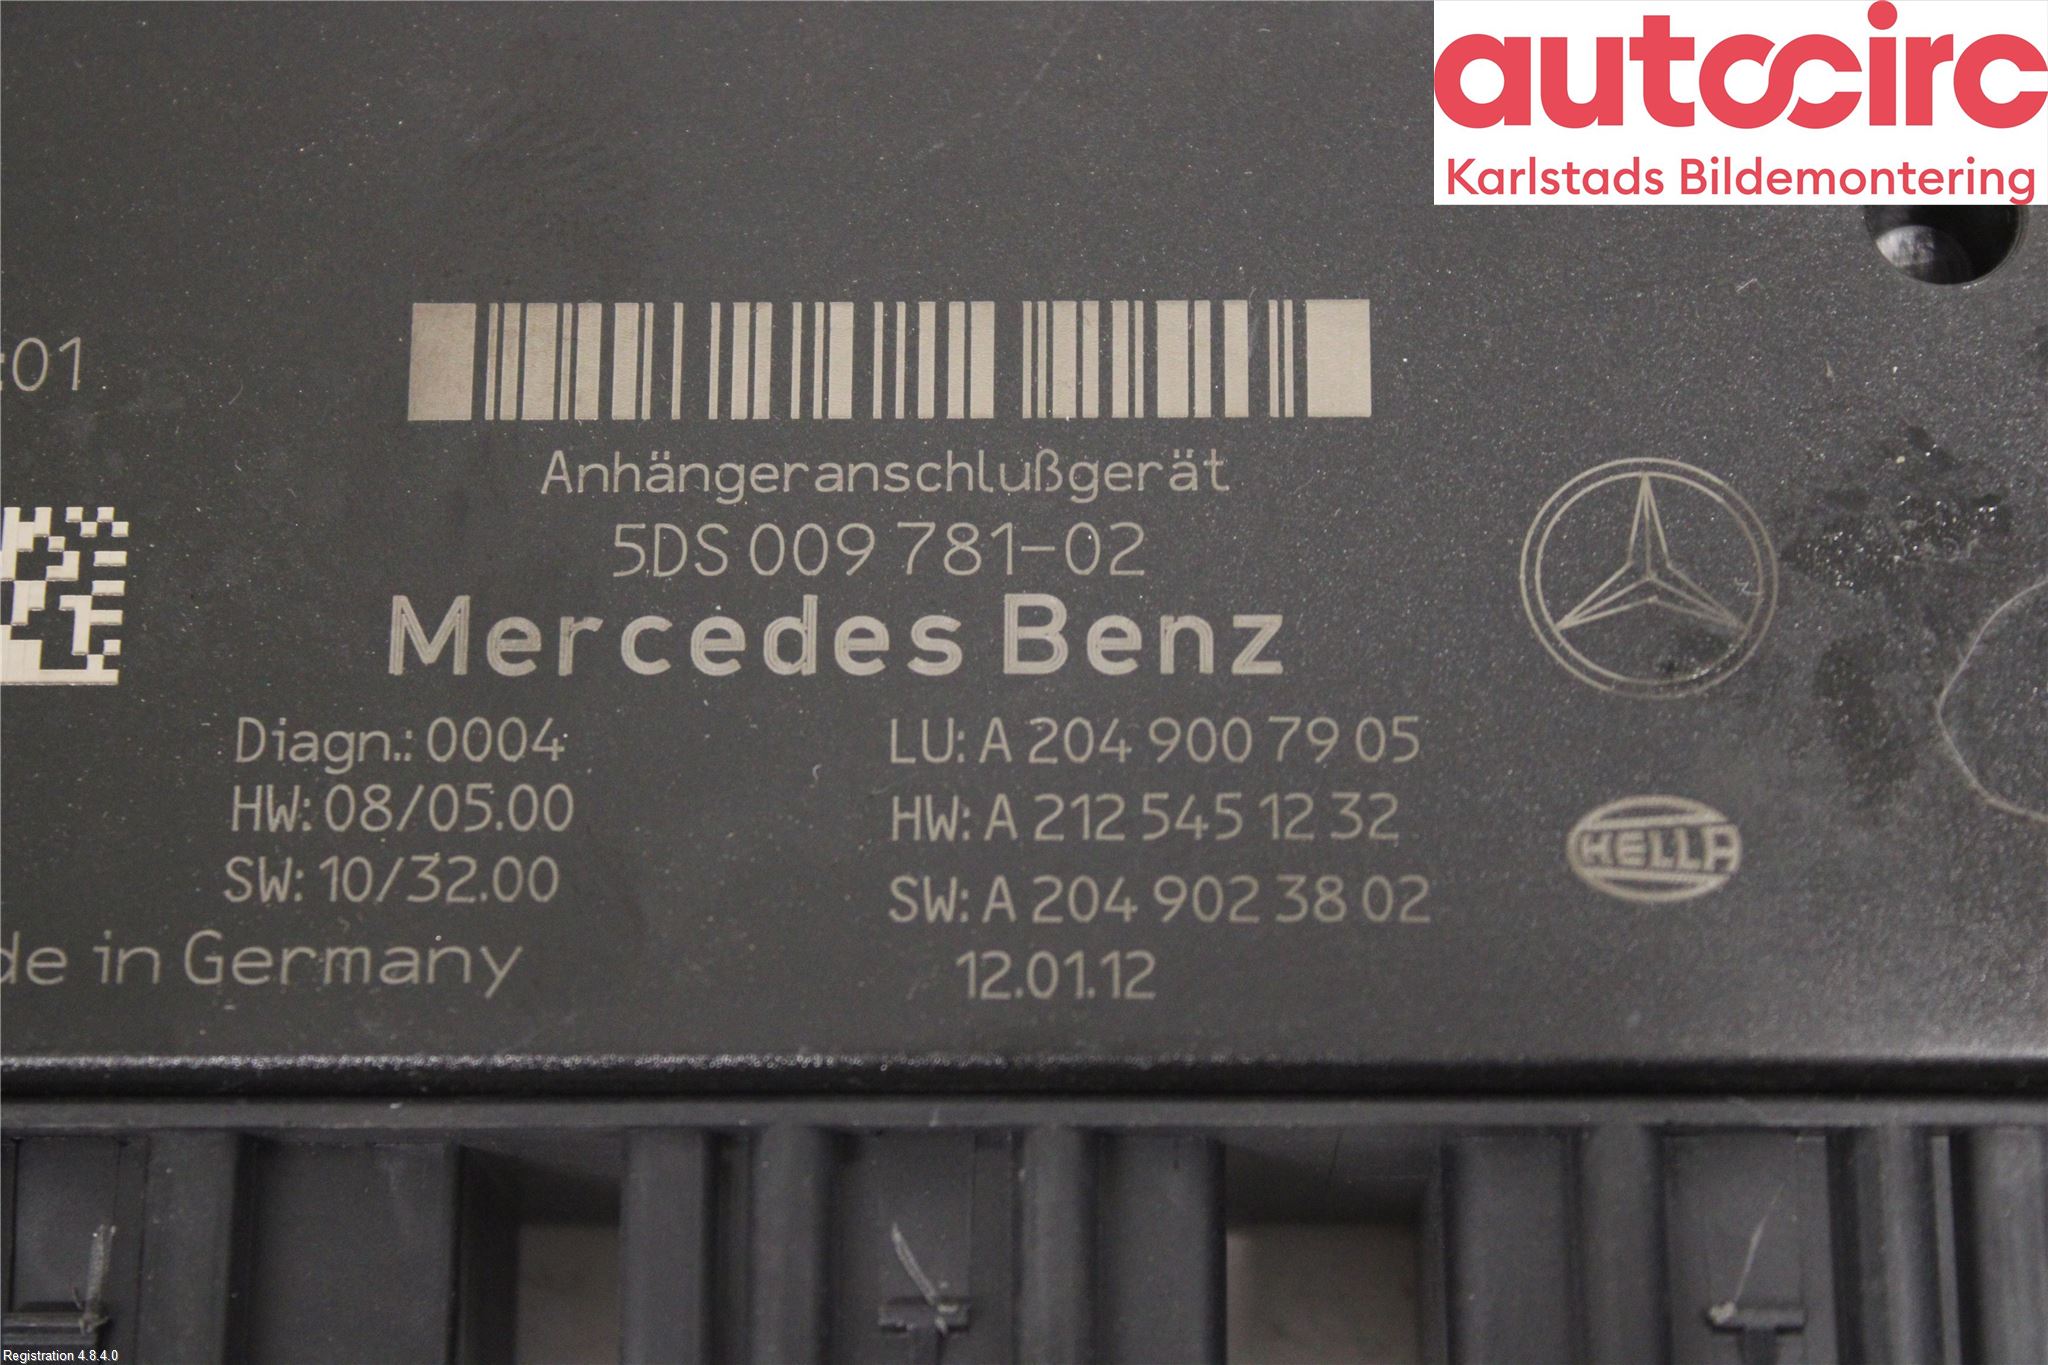 autocirc
Karlstads Bildemontering
:01
Anhängeranschlußgerät
5DS 009 781-02
Mercedes Benz
Diagn.: 0004
LU: A 204 900 79 05
HW: 08/05.00
HW: A 212 545 12 32
SW: 10/32.00
SW: A 204 902 38 02
HELLA
de in Germany
12.01.12
Registration 4.8.4.0